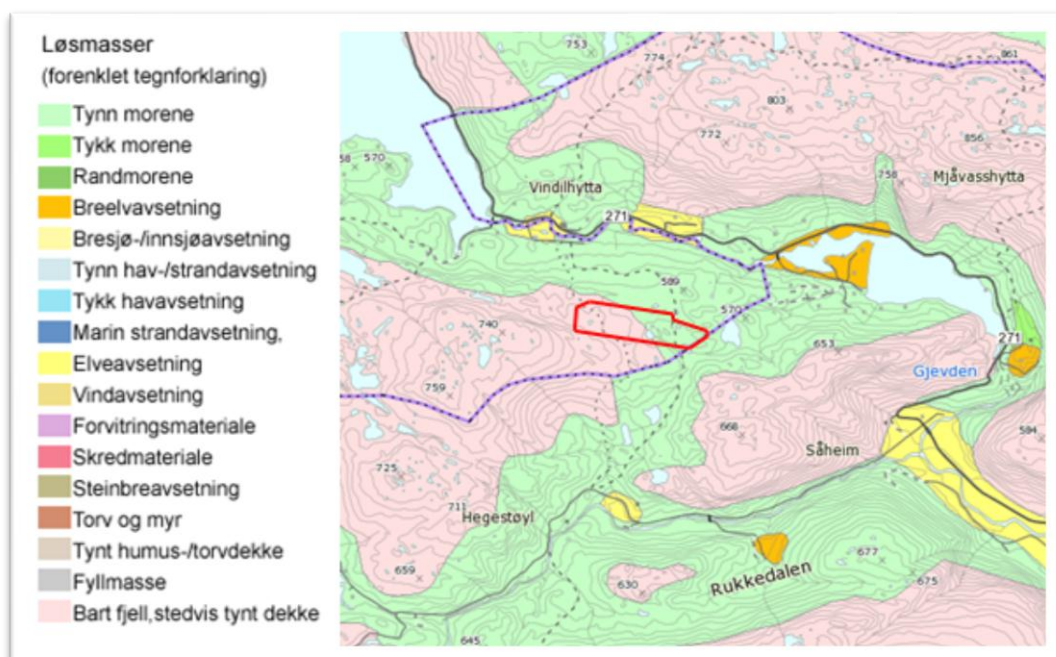 Løsmasser
(forenklet tegnforklaring)
Tynn morene
Tykk morene
Randmorene
Breelvavsetning
Bresjø-/innsjøavsetning
Tynn hav-/strandavsetning
Tykk havavsetning
Marin strandavsetning,
Elveavsetning
Vindavsetning
Forvitringsmateriale
Skredmateriale
Steinbreavsetning
Torv og myr
Tynt humus-/torvdekke
Fyllmasse
Bart fjell,stedvis tynt dekke
753
774
861
803
772
856
58
570
758
Mjåvasshytta
Vindilhytta
271
589
570
740
653
271
759
Gjevden
668
584
725
Såheim
711
Hegestøyl
659
677
630
Rukkedalen
675
645